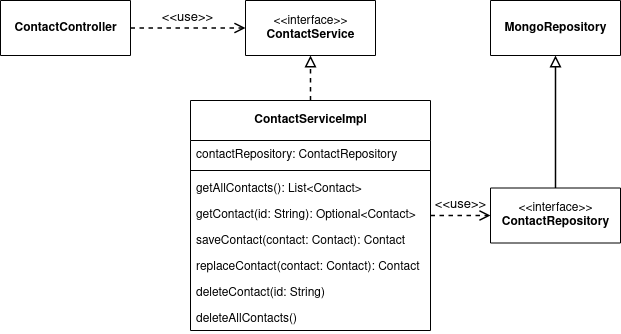 ContactController
<<use>>
<<interface>>
ContactService
MongoRepository
ContactServiceImpl
contactRepository: ContactRepository
getAllContacts(): List<Contact>
getContact(id: String): Optional<Contact>
saveContact(contact: Contact): Contact
replaceContact(contact: Contact): Contact
deleteContact(id: String)
deleteAllContacts()
<<use>>
<<interface>>
ContactRepository